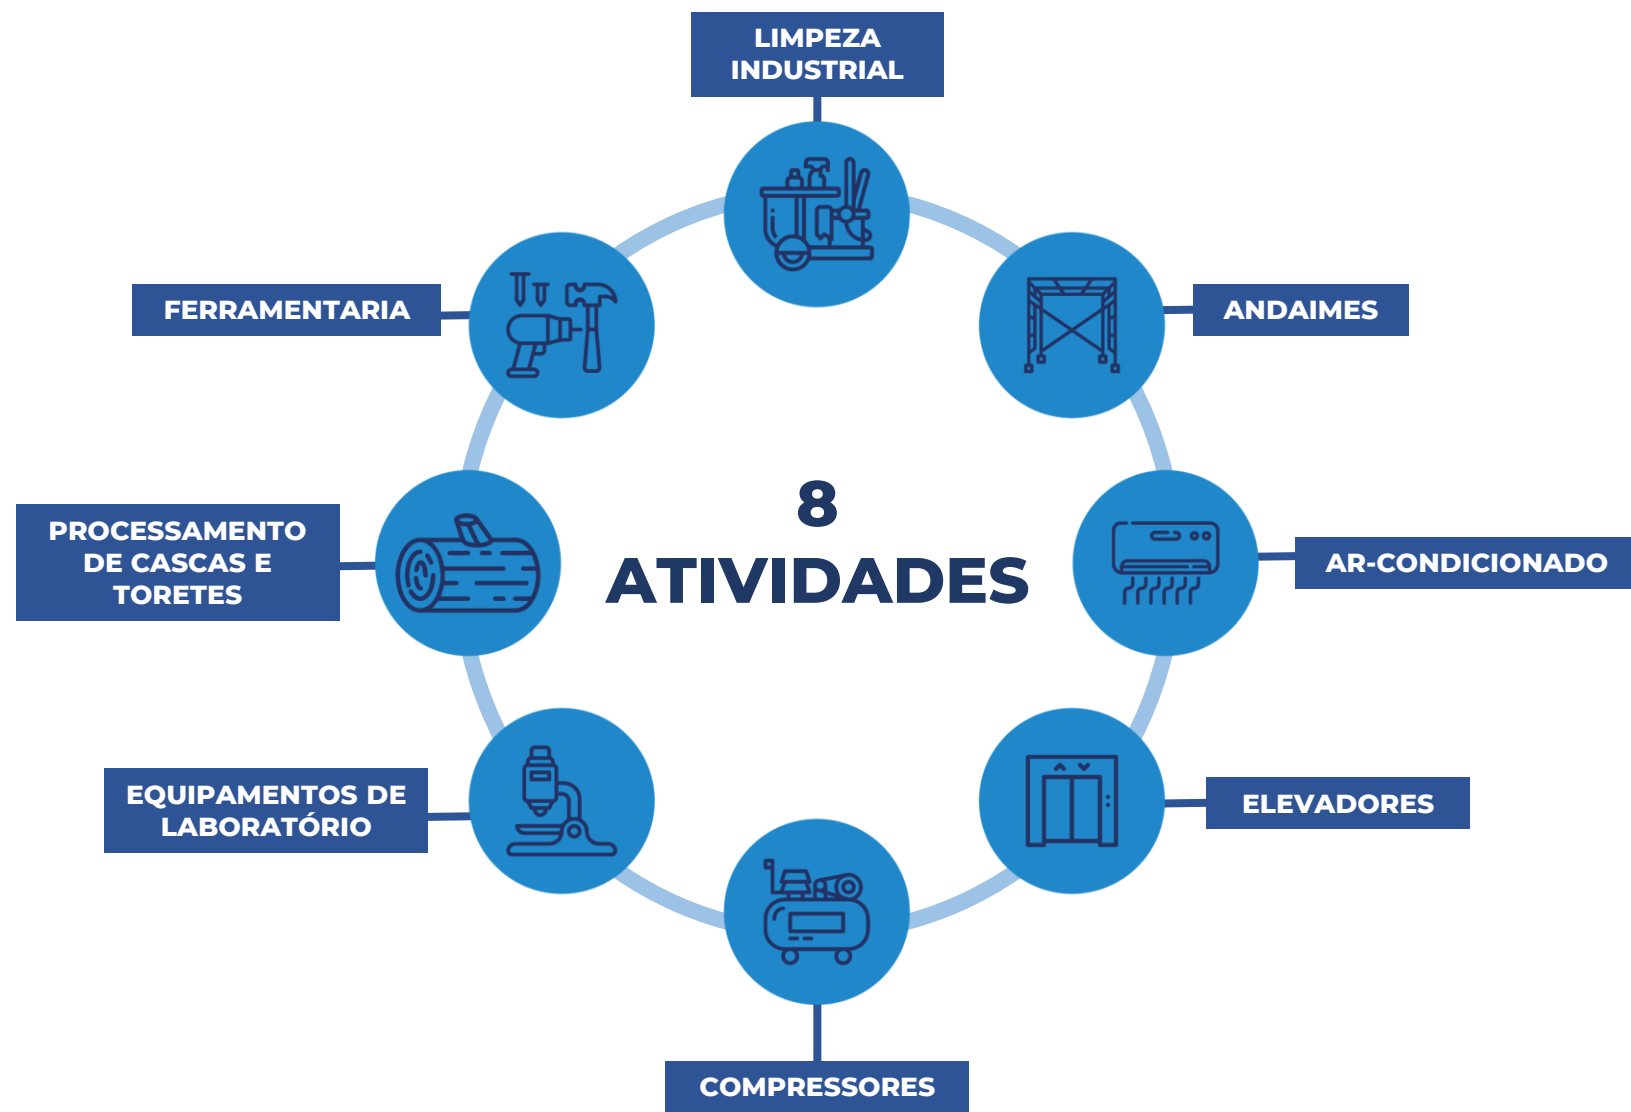 LIMPEZA
INDUSTRIAL
FERRAMENTARIA
ANDAIMES
PROCESSAMENTO
DE CASCAS E
TORETES
8
ATIVIDADES
AR-CONDICIONADO
EQUIPAMENTOS DE
LABORATÓRIO
ELEVADORES
COMPRESSORES